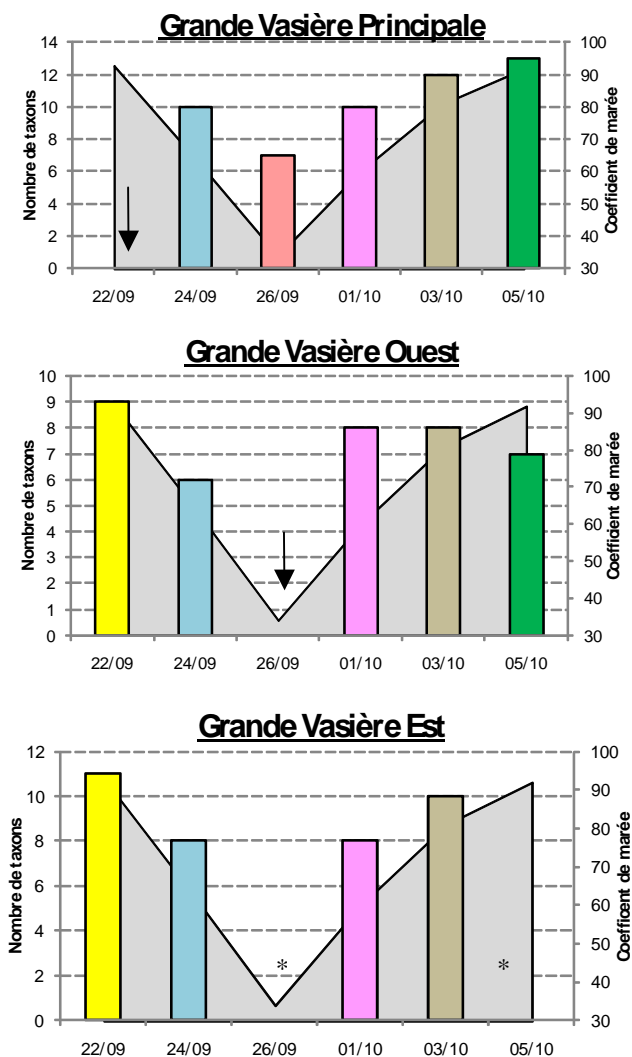 Grande Vasière Principale
14 12 10 8 6 4 2 0
Nombre de taxons
100 90 80 70 60 50 40 30
Coefficient de marée
22/09 24/09 26/09 01/10 03/10 05/10
Grande Vasière Ouest
10 9 8 7 6 5 4 3 2 1 0
Nombre de taxons
100 90 80 70 60 50 40 30
Coefficient de marée
22/09 24/09 26/09 01/10 03/10 05/10
Grande Vasière Est
12 10 8 6 4 2 0
Nombre de taxons
100 90 80 70 60 50 40 30
Coefficient de marée
* *
22/09 24/09 26/09 01/10 03/10 05/10